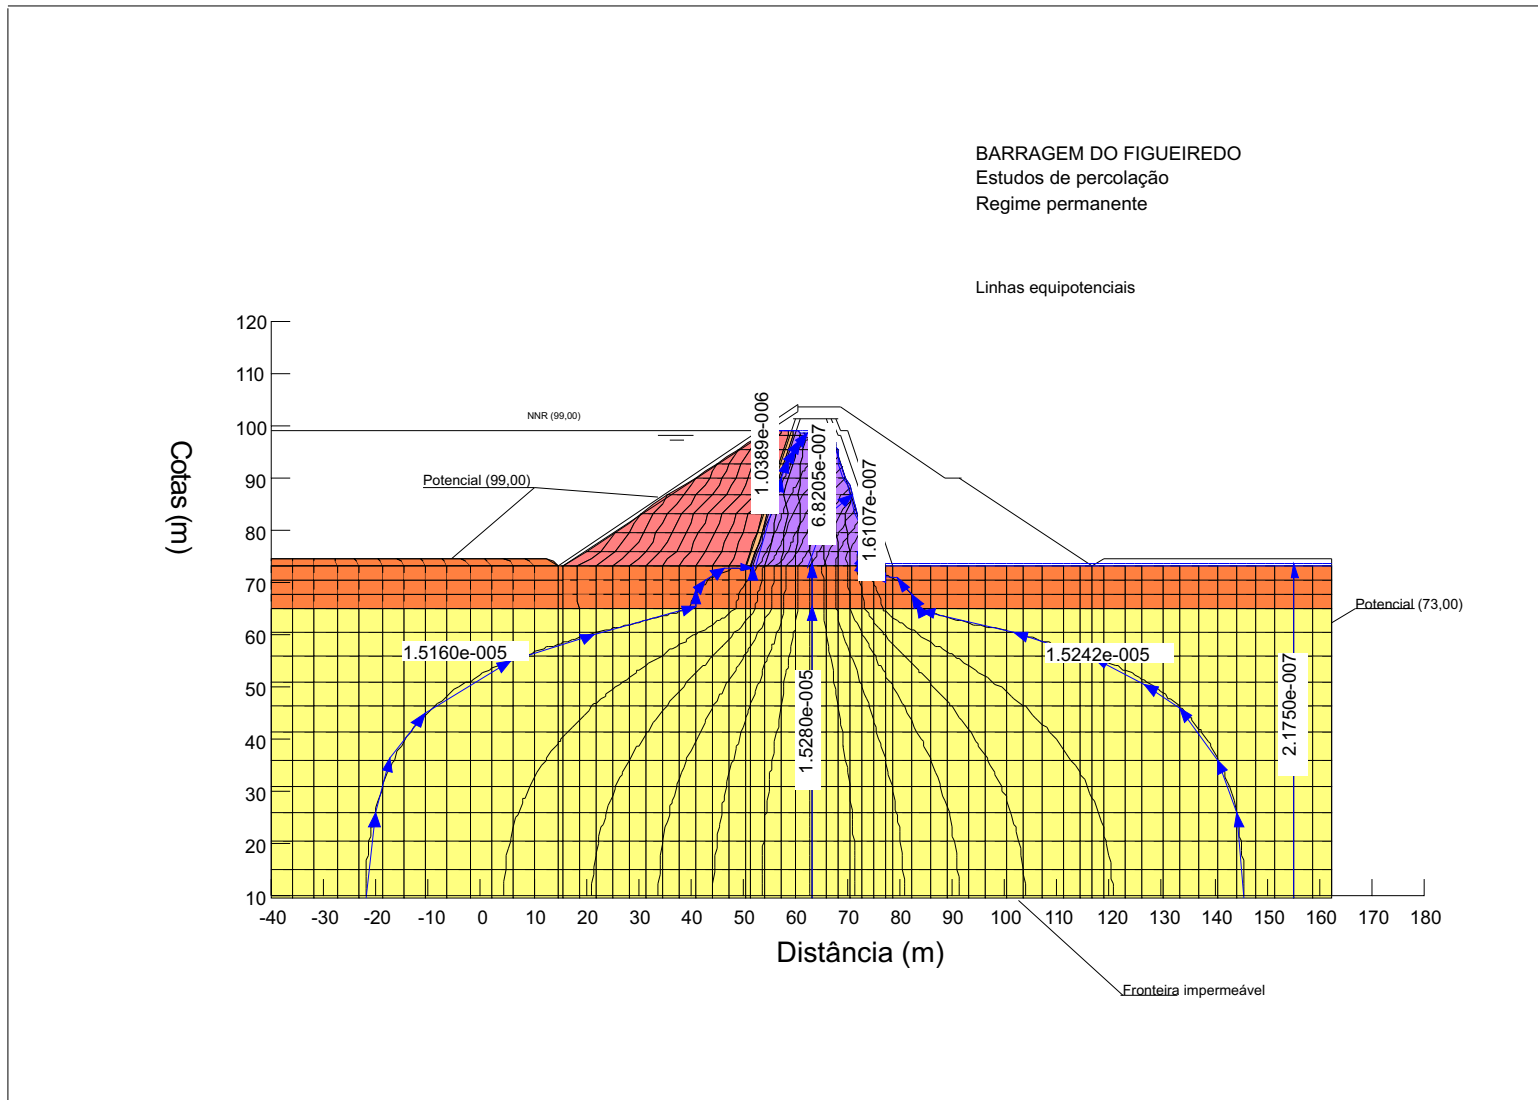 BARRAGEM DO FIGUEIREDO
Estudos de percolação
Regime permanente
Linhas equipotenciais
120
110
100
90
80
70
60
50
40
30
20
10
Cotas (m)
NNR (99,00)
Potencial (99,00)
1.0389e-006
6.8205e-007
1.6107e-007
Potencial (73,00)
1.5160e-005
1.5280e-005
1.5242e-005
2.1750e-007
-40 -30 -20 -10 0 10 20 30 40 50 60 70 80 90 100 110 120 130 140 150 160 170 180
Distância (m)
Fronteira impermeável